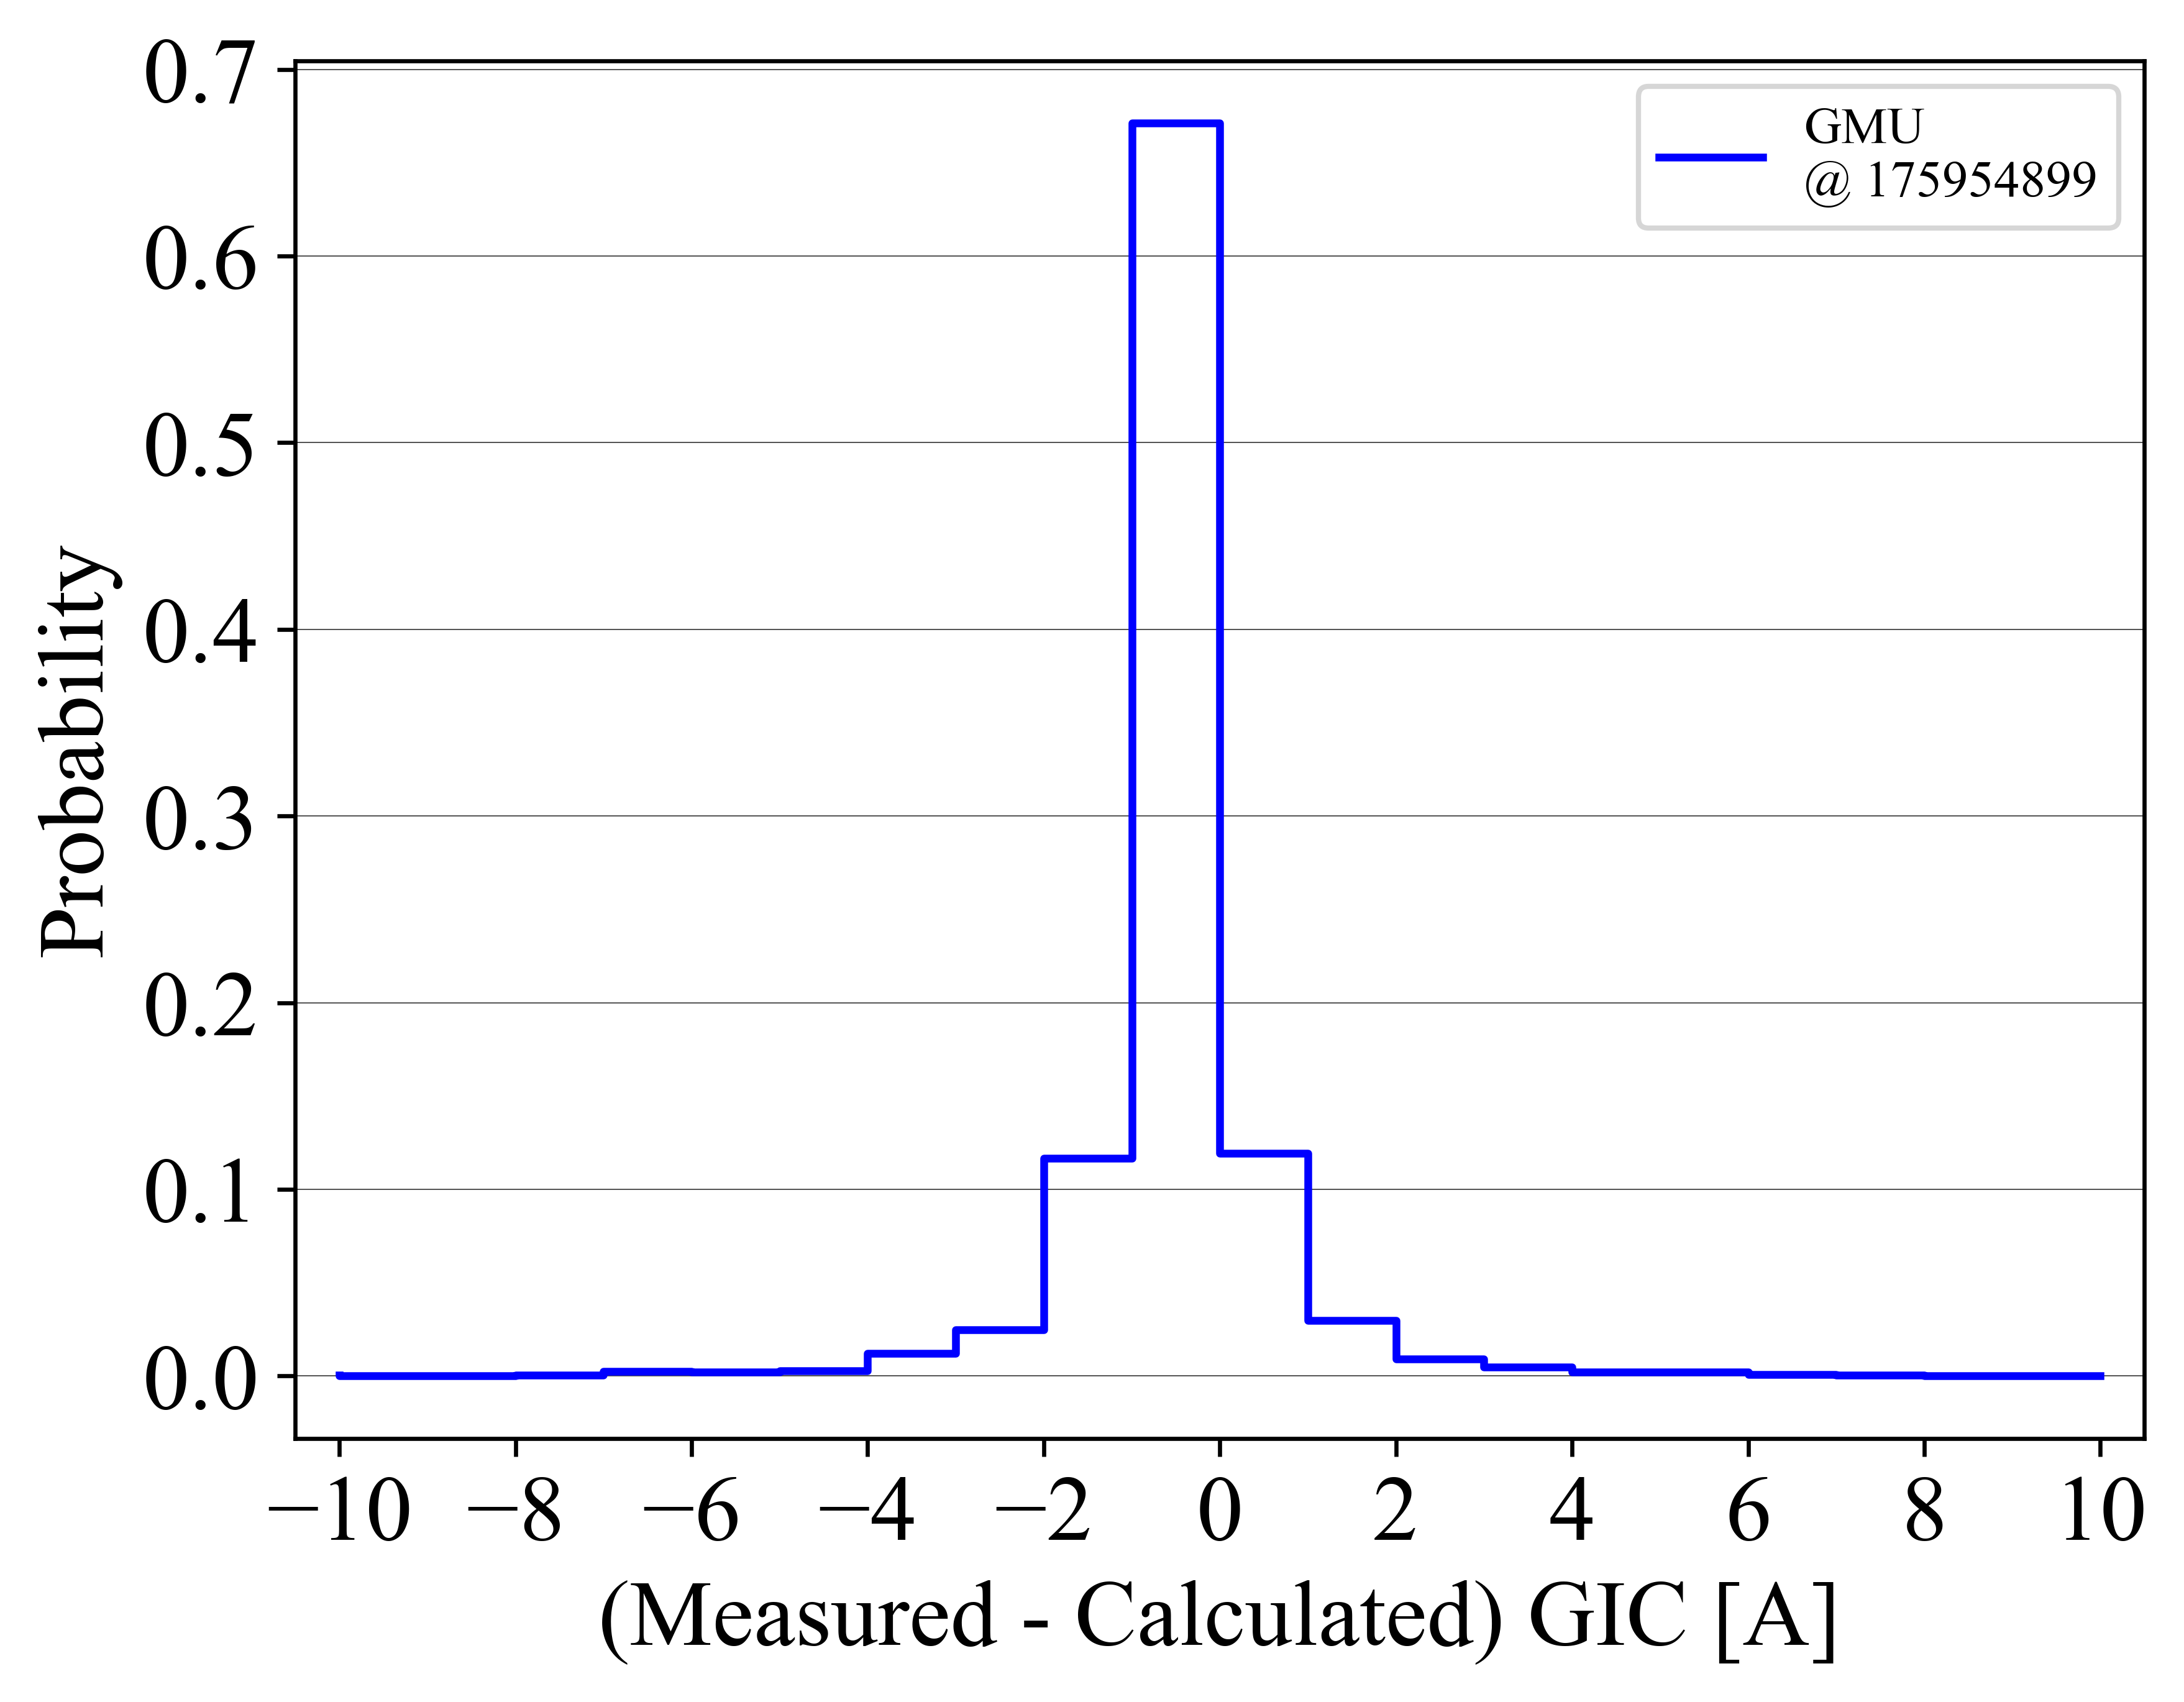 0.7
0.6
0.5
0.4
0.3
0.2
0.1
0.0
Probability
GMU
@ 1759954899
−10 −8 −6 −4 −2 0 2 4 6 8 10
(Measured - Calculated) GIC [A]